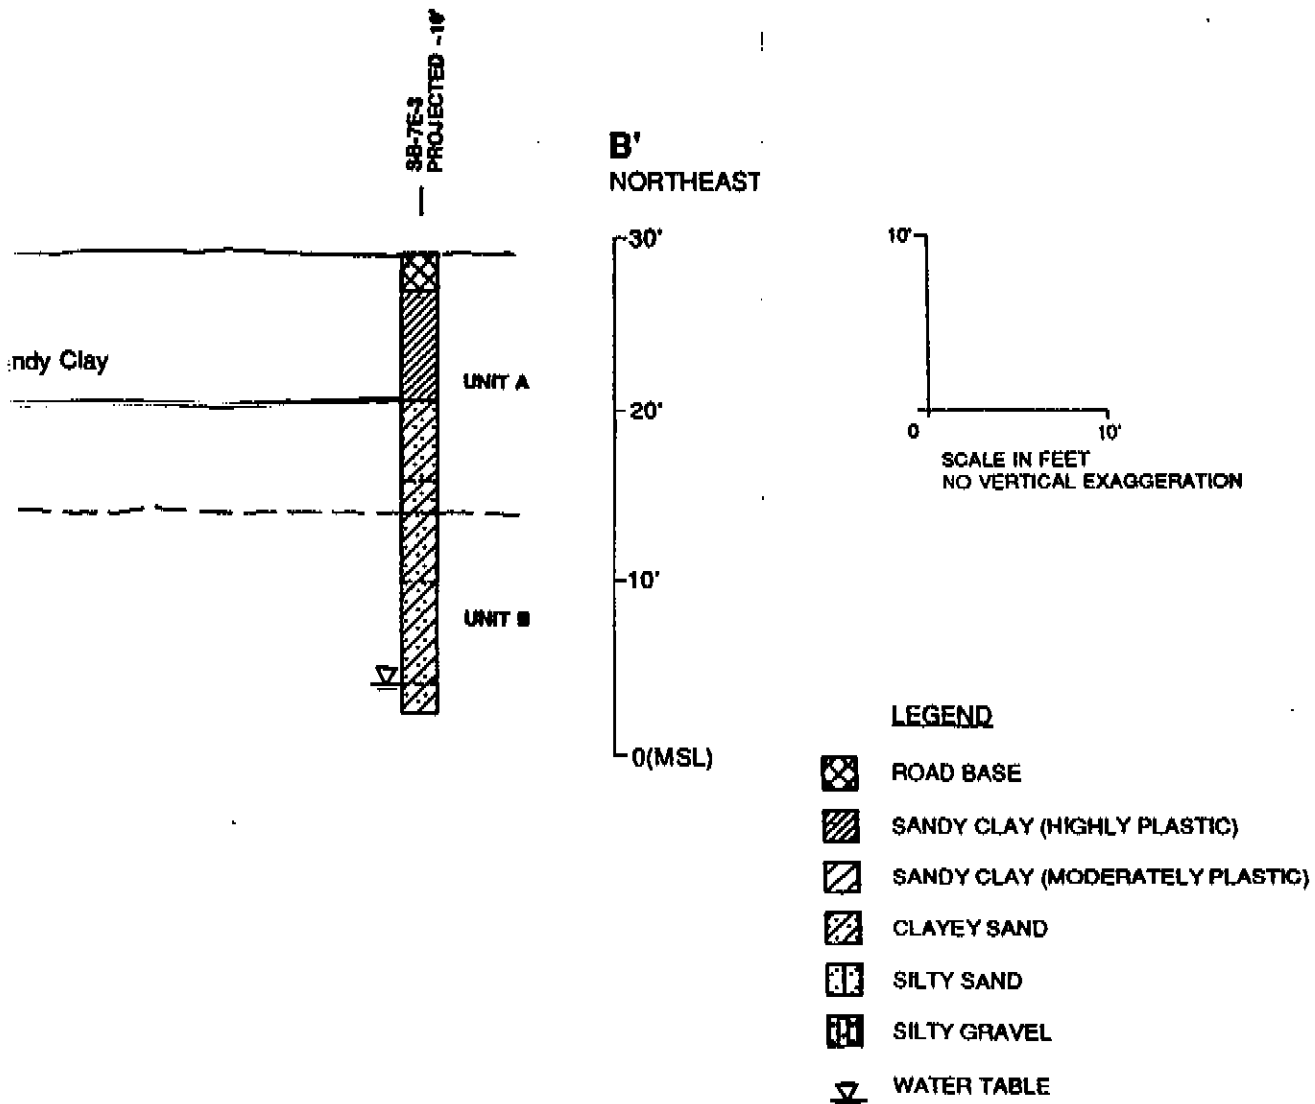 SB-7E-3
PROJECTED ~10'
B'
NORTHEAST
30'
20'
10'
0(MSL)
ndy Clay
UNIT A
UNIT B
10'
0
10'
SCALE IN FEET
NO VERTICAL EXAGGERATION
LEGEND
ROAD BASE
SANDY CLAY (HIGHLY PLASTIC)
SANDY CLAY (MODERATELY PLASTIC)
CLAYEY SAND
SILTY SAND
SILTY GRAVEL
WATER TABLE